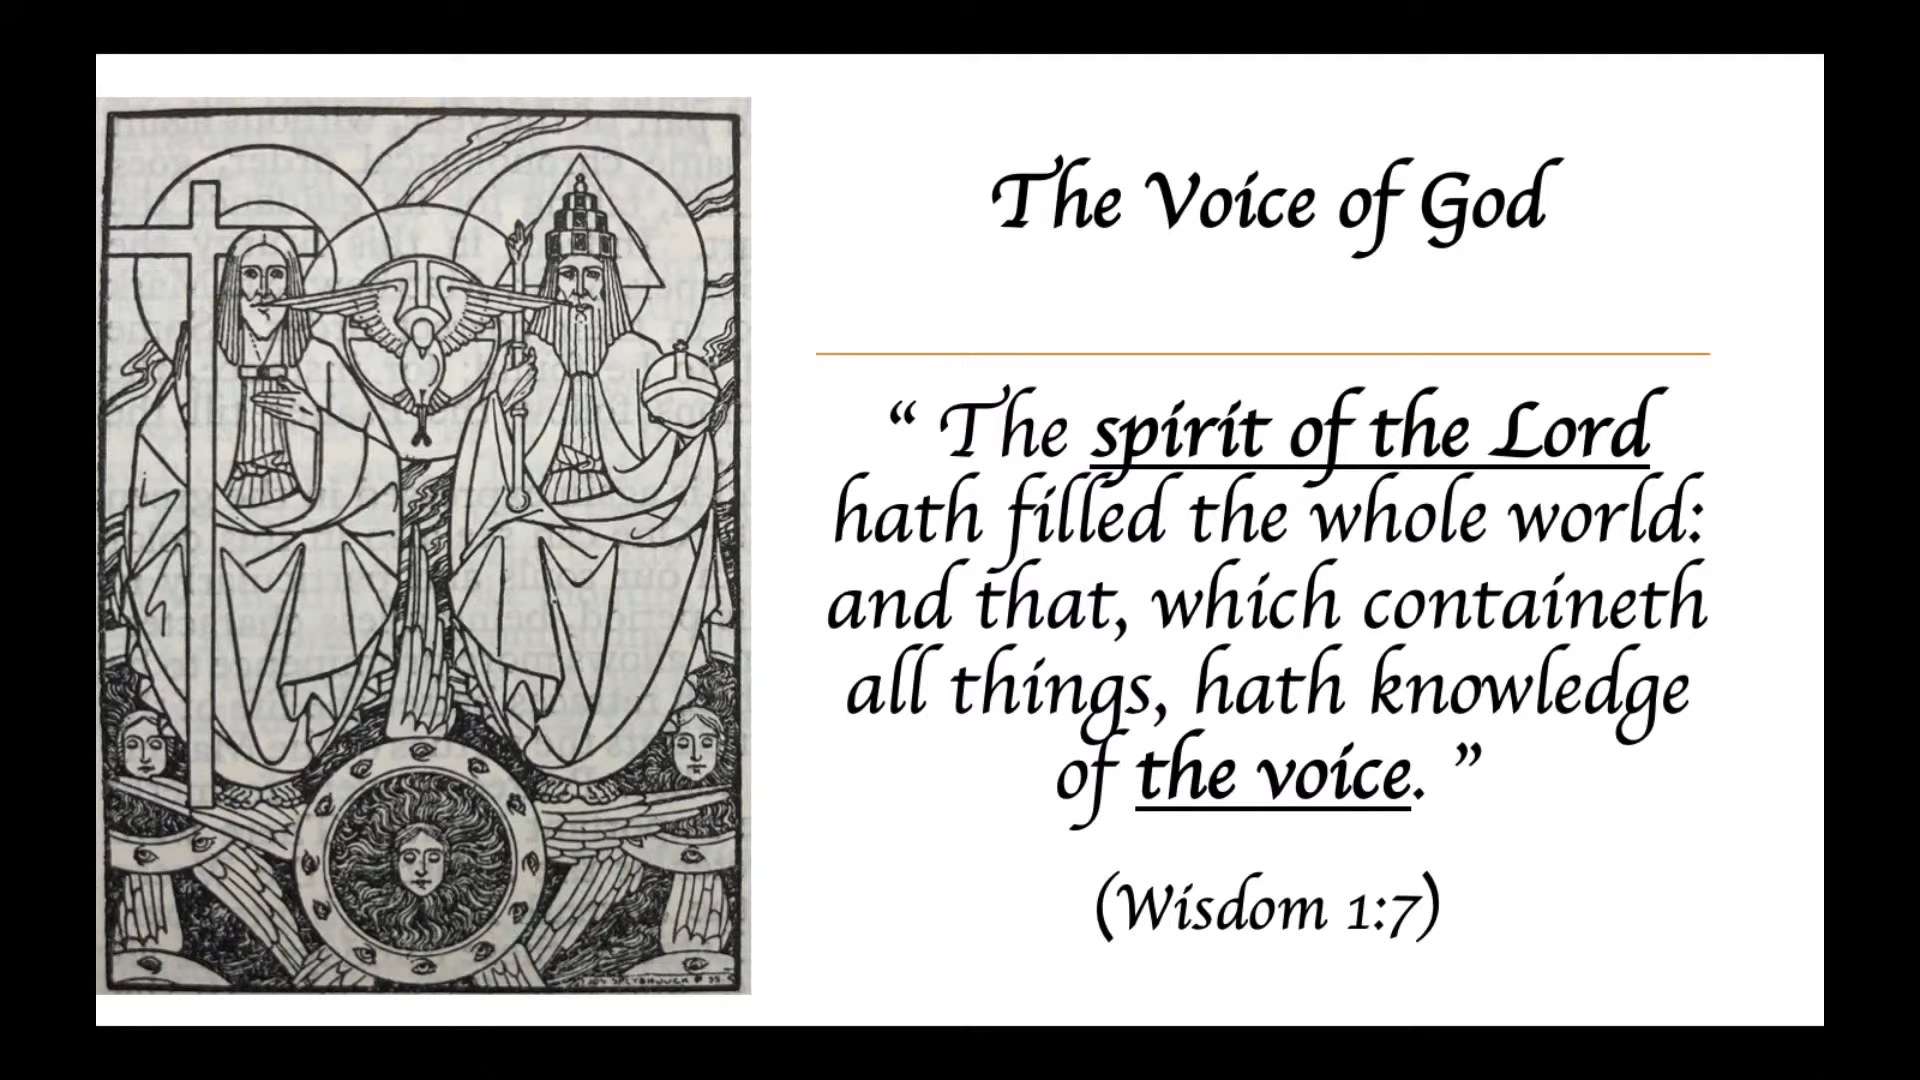 The Voice of God
“ The spirit of the Lord
hath filled the whole world:
and that, which containeth
all things, hath knowledge
of the voice. ”
(Wisdom 1:7)